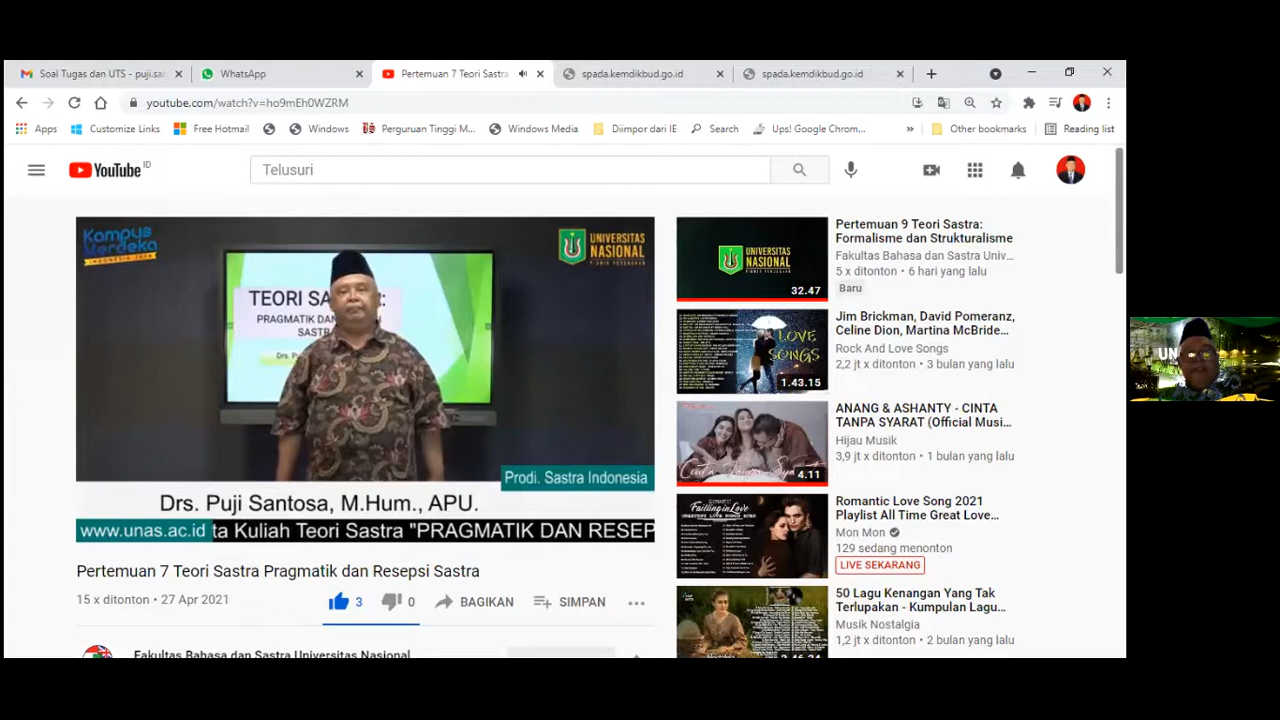 Soal Tugas dan UTS - puji.sa
WhatsApp
Pertemuan 7 Teori Sastra
spada.kemdikbud.go.id
spada.kemdikbud.go.id
youtube.com/watch?v=ho9mEh0WZRM
Apps
Customize Links
Free Hotmail
Windows
Perguruan Tinggi M...
Windows Media
Diimpor dari IE
Search
Ups! Google Chrom...
»
Other bookmarks
Reading list
YouTube ID
Telusuri
Kampus
Merdeka
INDONESIA JAYA
UNIVERSITAS
NASIONAL
TEORI SA
PRAGMATIK DAN
SAST
Prodi. Sastra Indonesia
Drs. Puji Santosa, M.Hum., APU.
www.unas.ac.id ta Kuliah Teori Sastra "PRAGMATIK DAN RESEP
Pertemuan 7 Teori Sastra:Pragmatik dan Resepsi Sastra
15 x ditonton • 27 Apr 2021
3
0
BAGIKAN
SIMPAN
Fakultas Bahasa dan Sastra Universitas Nasional
UNIVERSITAS
NASIONAL
32.47
Pertemuan 9 Teori Sastra:
Formalisme dan Strukturalisme
Fakultas Bahasa dan Sastra Univ...
5 x ditonton • 6 hari yang lalu
Baru
LOVE
SONGS
1.43.15
Jim Brickman, David Pomeranz,
Celine Dion, Martina McBride...
Rock And Love Songs
2,2 jt x ditonton • 3 bulan yang lalu
Cinta Tanpa Syarat
4.11
ANANG & ASHANTY - CINTA
TANPA SYARAT (Official Musi...
Hijau Musik
3,9 jt x ditonton • 1 bulan yang lalu
Falling in Love
Romantic Love Song 2021
Playlist All Time Great Love...
Mon Mon
129 sedang menonton
LIVE SEKARANG
50 Lagu Kenangan Yang Tak
Terlupakan - Kumpulan Lagu...
Musik Nostalgia
1,2 jt x ditonton • 2 bulan yang lalu